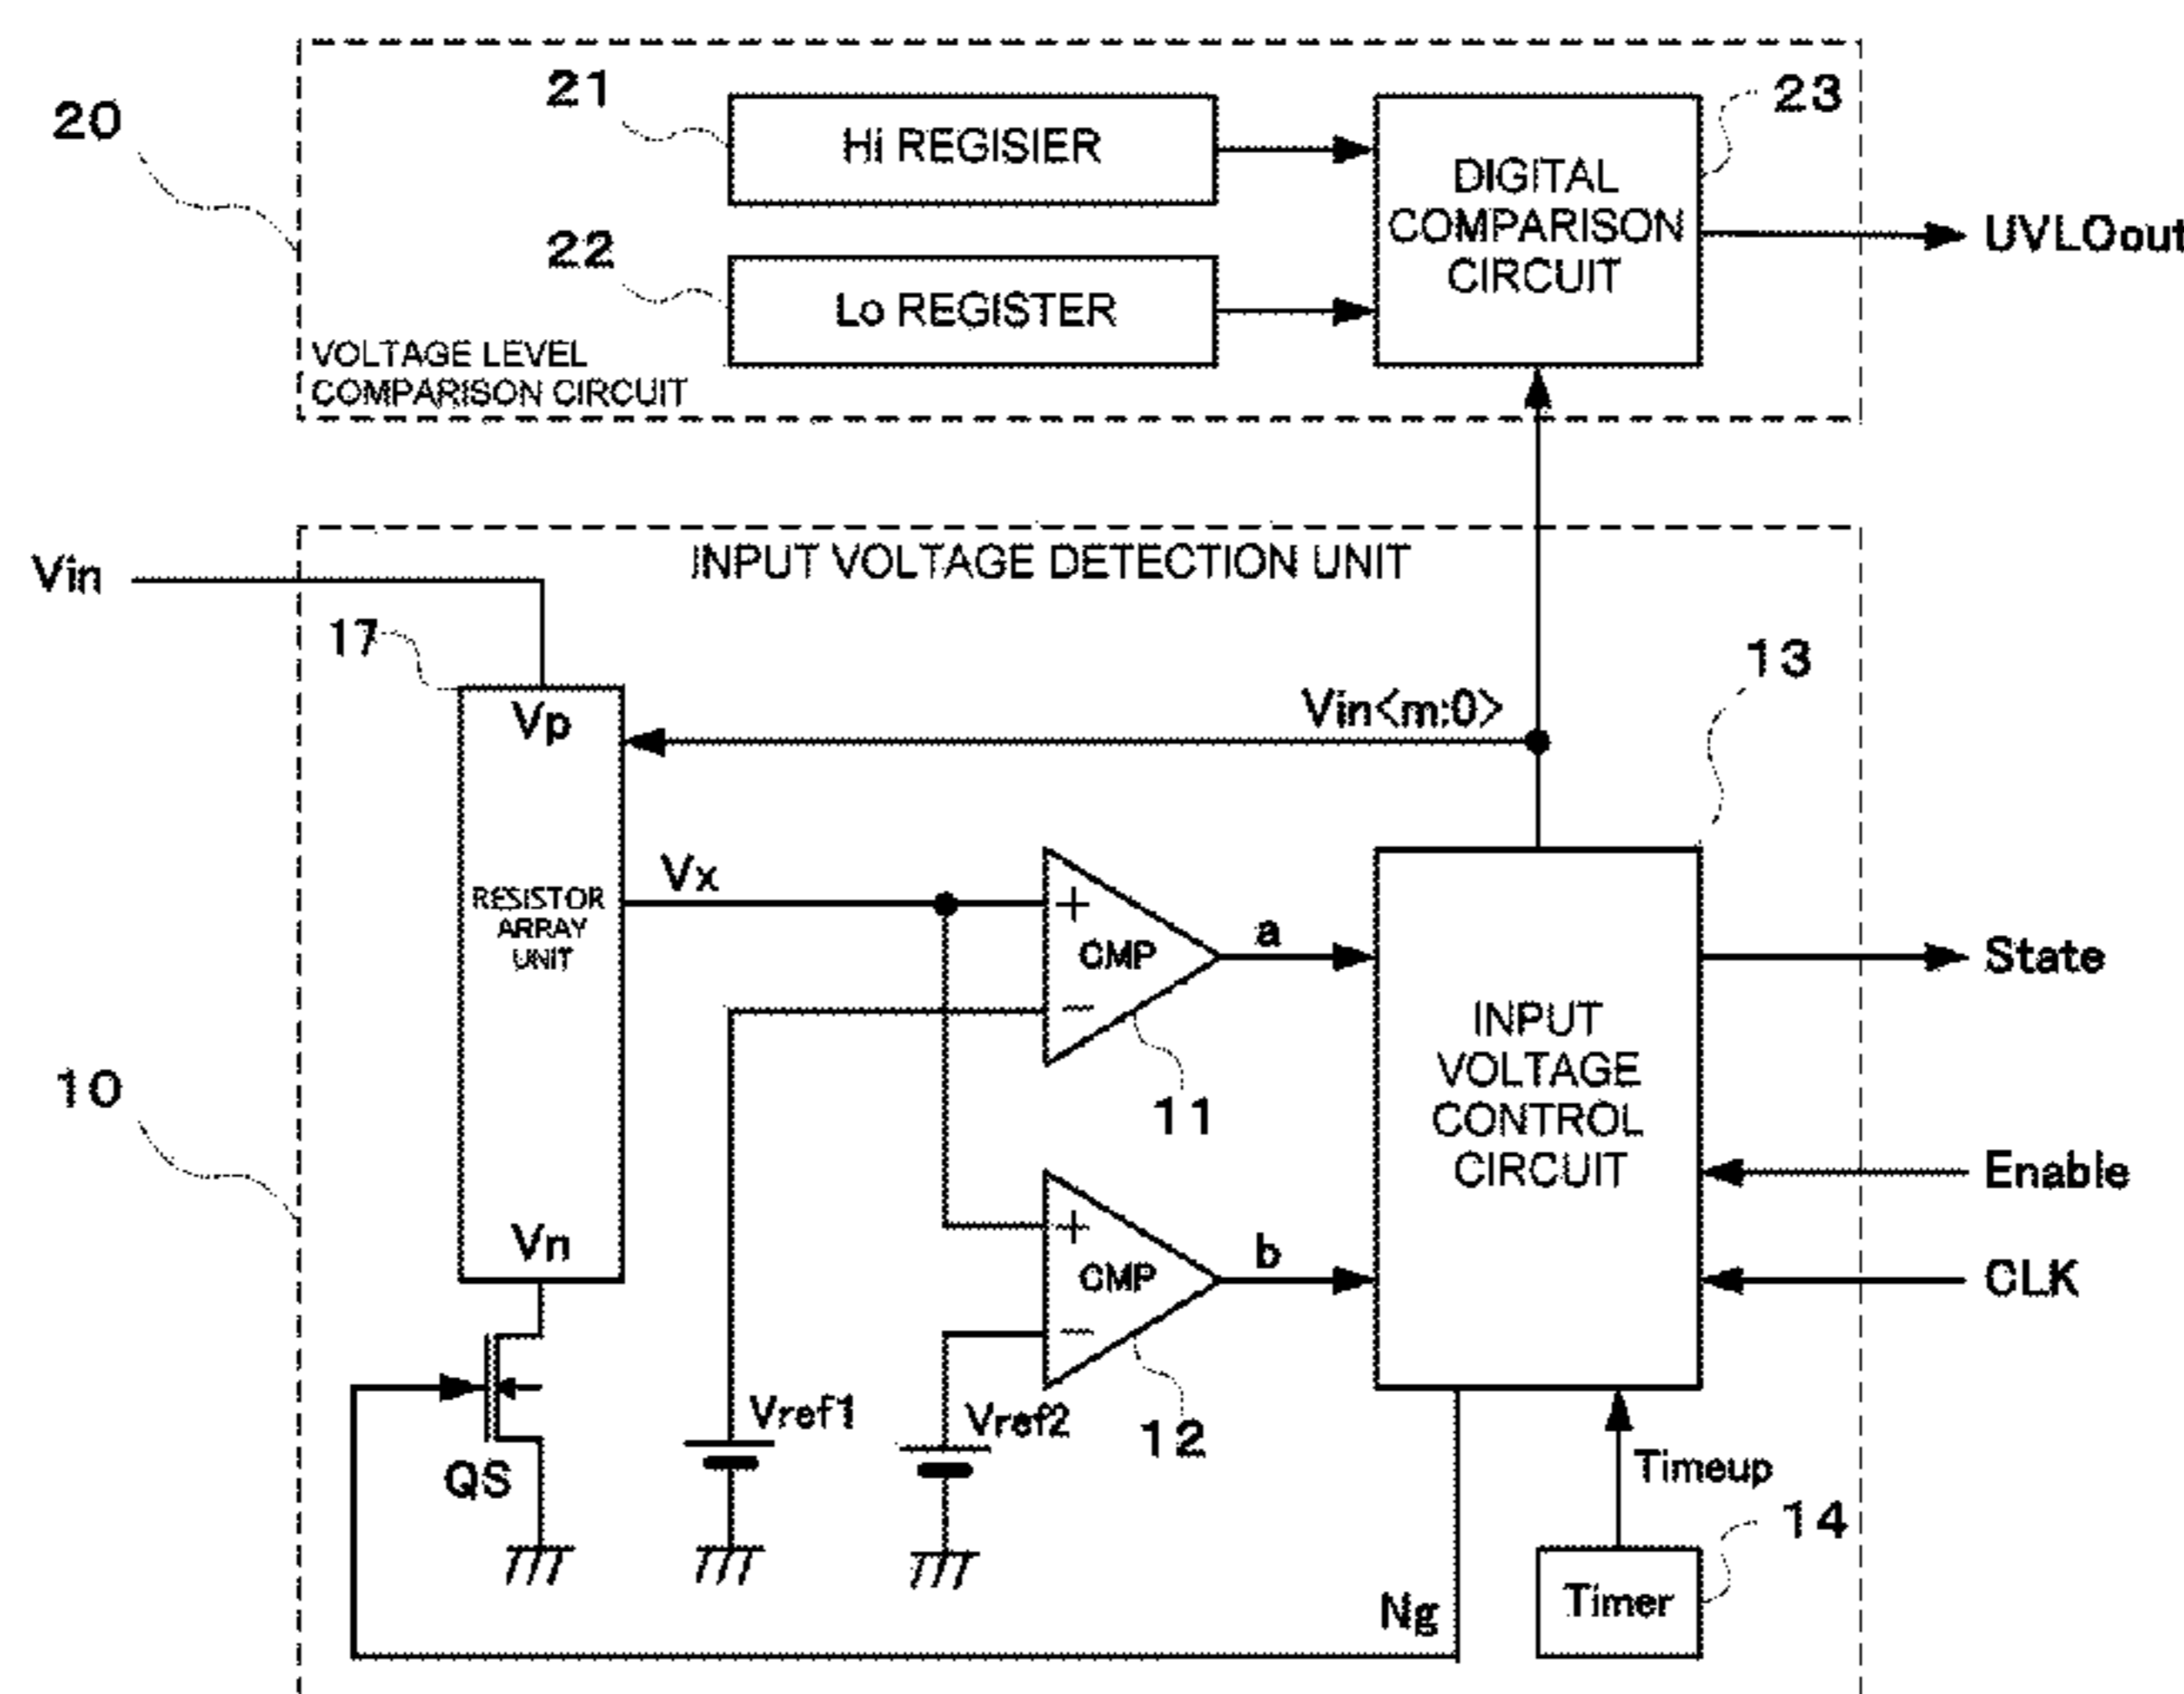 21
Hi REGISIER
23
20
DIGITAL
COMPARISON
CIRCUIT
UVLOout
22
Lo REGISTER
VOLTAGE LEVEL
COMPARISON CIRCUIT
INPUT VOLTAGE DETECTION UNIT
Vin
17
13
Vp
Vin<m:0>
Vx
RESISTOR
ARRAY
UNIT
+
CMP
−
a
State
11
INPUT
VOLTAGE
CONTROL
CIRCUIT
10
Enable
Vn
+
CMP
−
b
CLK
12
Vref1
Vref2
QS
Timeup
14
Ng
Timer